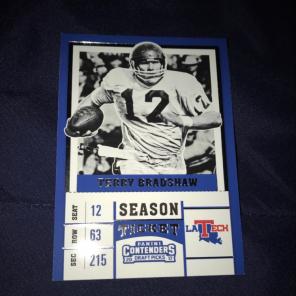 12
TERRY BRADSHAW
SEAT 12 SEASON
ROW 63 TICKET
SEC 215
PANINI
CONTENDERS
DRAFT PICKS
LA TECH